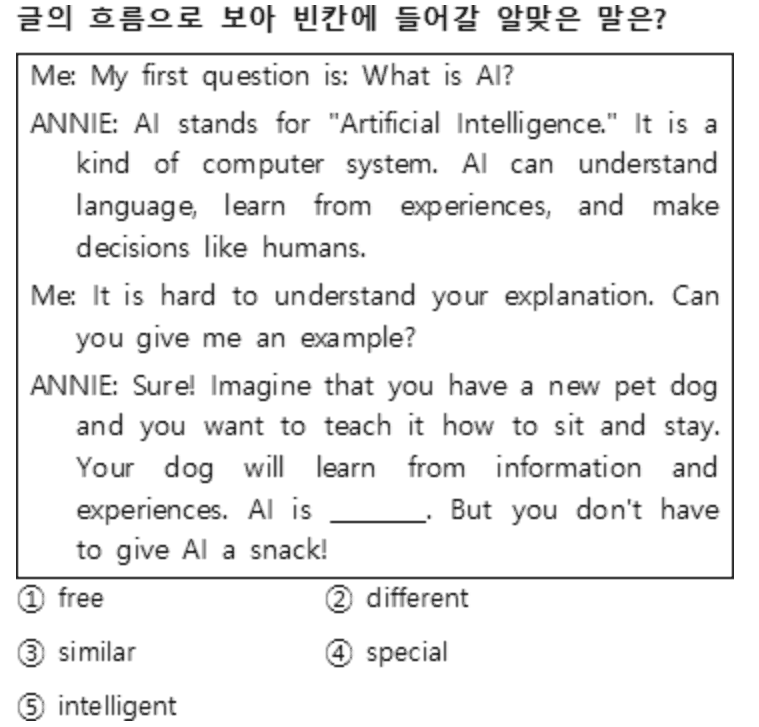 글의 흐름으로 보아 빈칸에 들어갈 알맞은 말은?
Me: My first question is: What is AI?
ANNIE: AI stands for "Artificial Intelligence." It is a
kind of computer system. AI can understand
language, learn from experiences, and make
decisions like humans.
Me: It is hard to understand your explanation. Can
you give me an example?
ANNIE: Sure! Imagine that you have a new pet dog
and you want to teach it how to sit and stay.
Your dog will learn from information and
experiences. AI is ________. But you don't have
to give AI a snack!
① free ② different
③ similar ④ special
⑤ intelligent